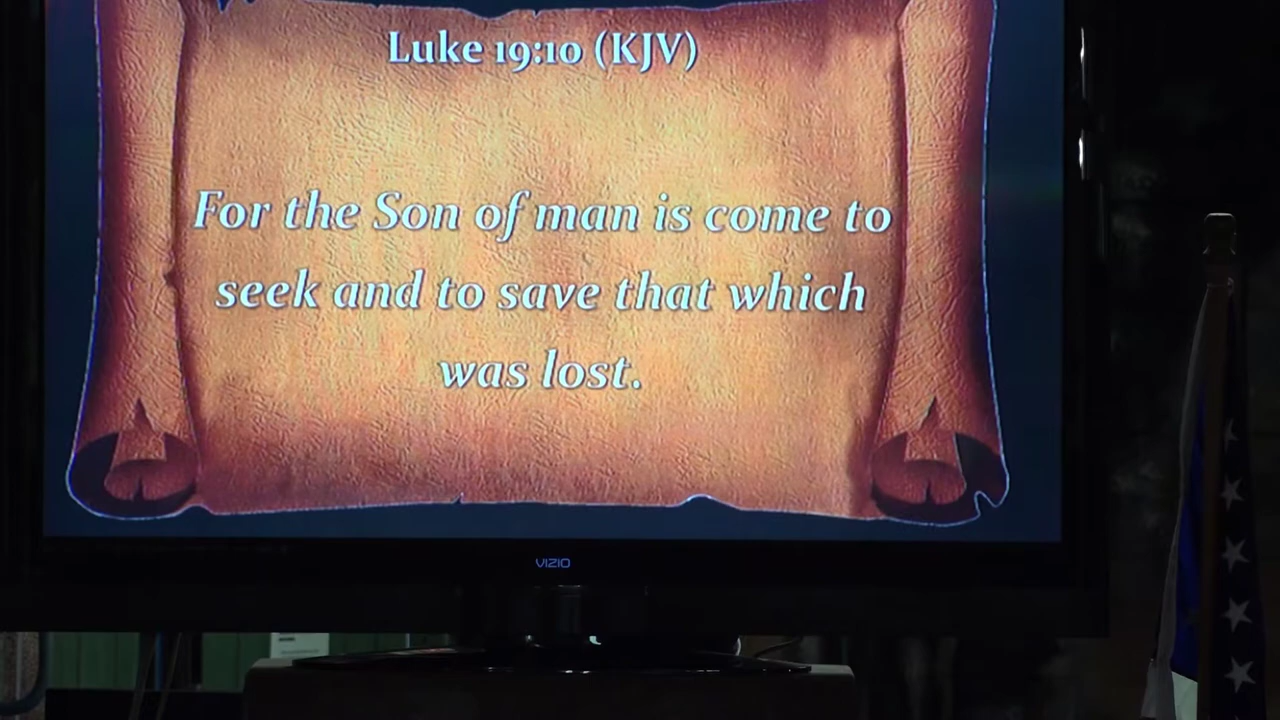 Luke 19:10 (KJV)
For the Son of man is come to
seek and to save that which
was lost.
VIZIO